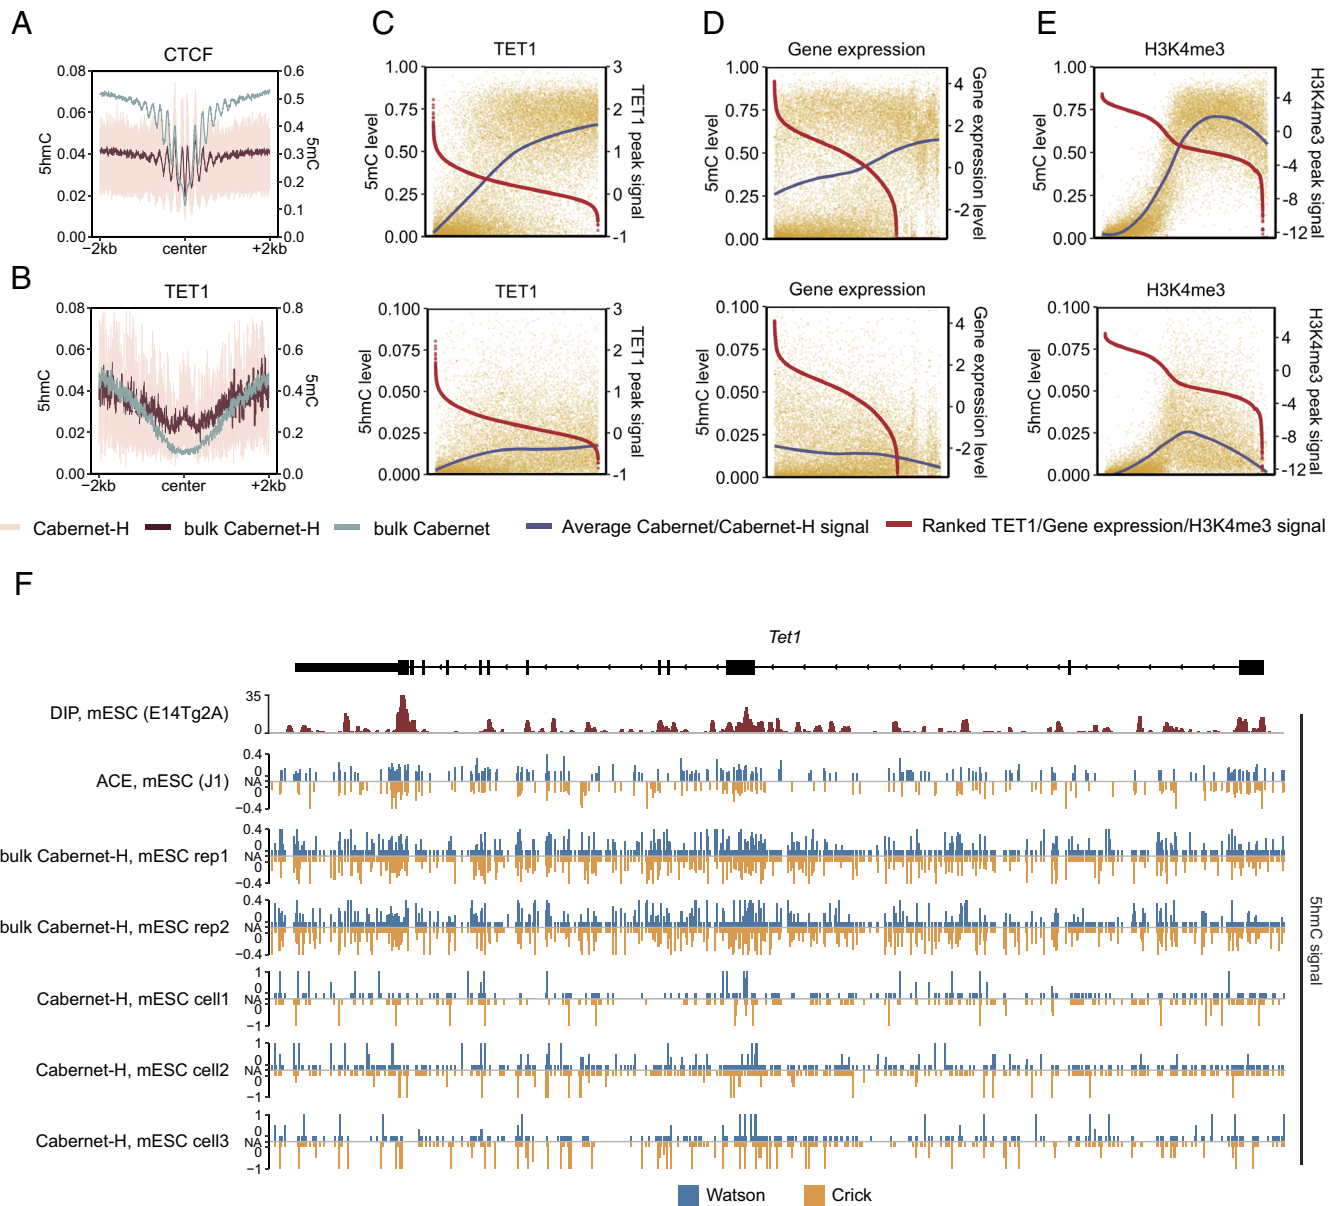 A
CTCF
0.08
0.06
0.04
0.02
0.00
5hmC
0.6
0.5
0.4
0.3
0.2
0.1
0.0
5mC
−2kb
center
+2kb
B
TET1
0.08
0.06
0.04
0.02
0.00
5hmC
0.8
0.6
0.4
0.2
0.0
5mC
−2kb
center
+2kb
C
TET1
1.00
0.75
0.50
0.25
0.00
5mC level
3
2
1
0
-1
TET1 peak signal
TET1
0.100
0.075
0.050
0.025
0.000
5hmC level
3
2
1
0
-1
TET1 peak signal
D
Gene expression
1.00
0.75
0.50
0.25
0.00
5mC level
4
2
0
-2
Gene expression level
Gene expression
0.100
0.075
0.050
0.025
0.000
5hmC level
4
2
0
-2
Gene expression level
E
H3K4me3
1.00
0.75
0.50
0.25
0.00
5mC level
4
0
-4
-8
-12
H3K4me3 peak signal
H3K4me3
0.100
0.075
0.050
0.025
0.000
5hmC level
4
0
-4
-8
-12
H3K4me3 peak signal
Cabernet-H
bulk Cabernet-H
bulk Cabernet
Average Cabernet/Cabernet-H signal
Ranked TET1/Gene expression/H3K4me3 signal
F
Tet1
DIP, mESC (E14Tg2A)
35
0
ACE, mESC (J1)
0.4
0
NA
0
−0.4
bulk Cabernet-H, mESC rep1
0.4
0
NA
0
−0.4
bulk Cabernet-H, mESC rep2
0.4
0
NA
0
−0.4
Cabernet-H, mESC cell1
1
0
NA
0
−1
Cabernet-H, mESC cell2
1
0
NA
0
−1
Cabernet-H, mESC cell3
1
0
NA
0
−1
5hmC signal
Watson
Crick